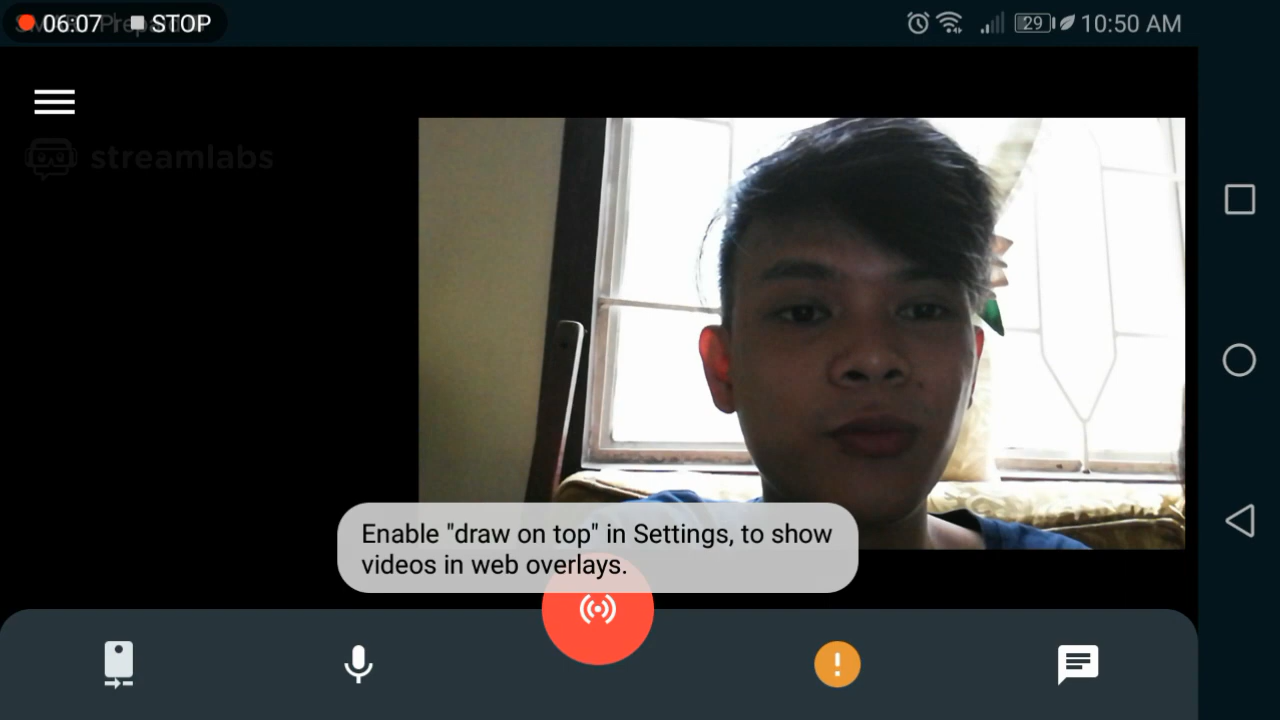 06:07 STOP
29 10:50 AM
streamlabs
Enable "draw on top" in Settings, to show
videos in web overlays.